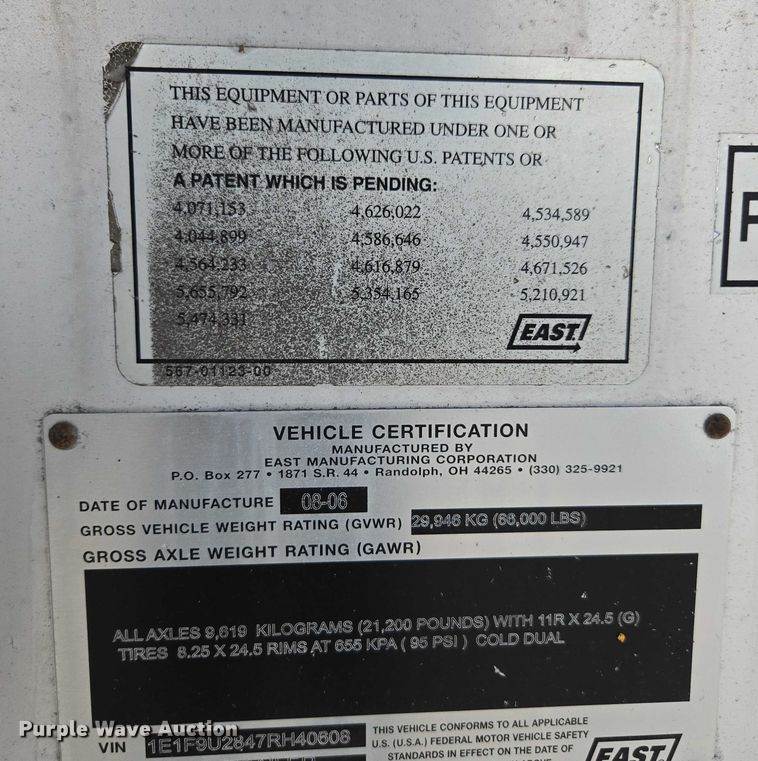 THIS EQUIPMENT OR PARTS OF THIS EQUIPMENT
HAVE BEEN MANUFACTURED UNDER ONE OR
MORE OF THE FOLLOWING U.S. PATENTS OR
A PATENT WHICH IS PENDING:
4,071,153 4,626,022 4,534,589
4,044,899 4,586,646 4,550,947
4,564,233 4,616,879 4,671,526
5,655,792 5,354,165 5,210,921
5,474,331
EAST
567-01123-00
VEHICLE CERTIFICATION
MANUFACTURED BY
EAST MANUFACTURING CORPORATION
P.O. Box 277 • 1871 S.R. 44 • Randolph, OH 44265 • (330) 325-9921
DATE OF MANUFACTURE 08-06
GROSS VEHICLE WEIGHT RATING (GVWR) 29,946 KG (66,000 LBS)
GROSS AXLE WEIGHT RATING (GAWR)
ALL AXLES 9,619 KILOGRAMS (21,200 POUNDS) WITH 11R X 24.5 (G)
TIRES 8.25 X 24.5 RIMS AT 655 KPA ( 95 PSI ) COLD DUAL
Purple Wave Auction
VIN 1E1F9U2847RH40608
THIS VEHICLE CONFORMS TO ALL APPLICABLE
U.S. (U.S.A.) FEDERAL MOTOR VEHICLE SAFETY
STANDARDS IN EFFECT ON THE DATE OF
EAST